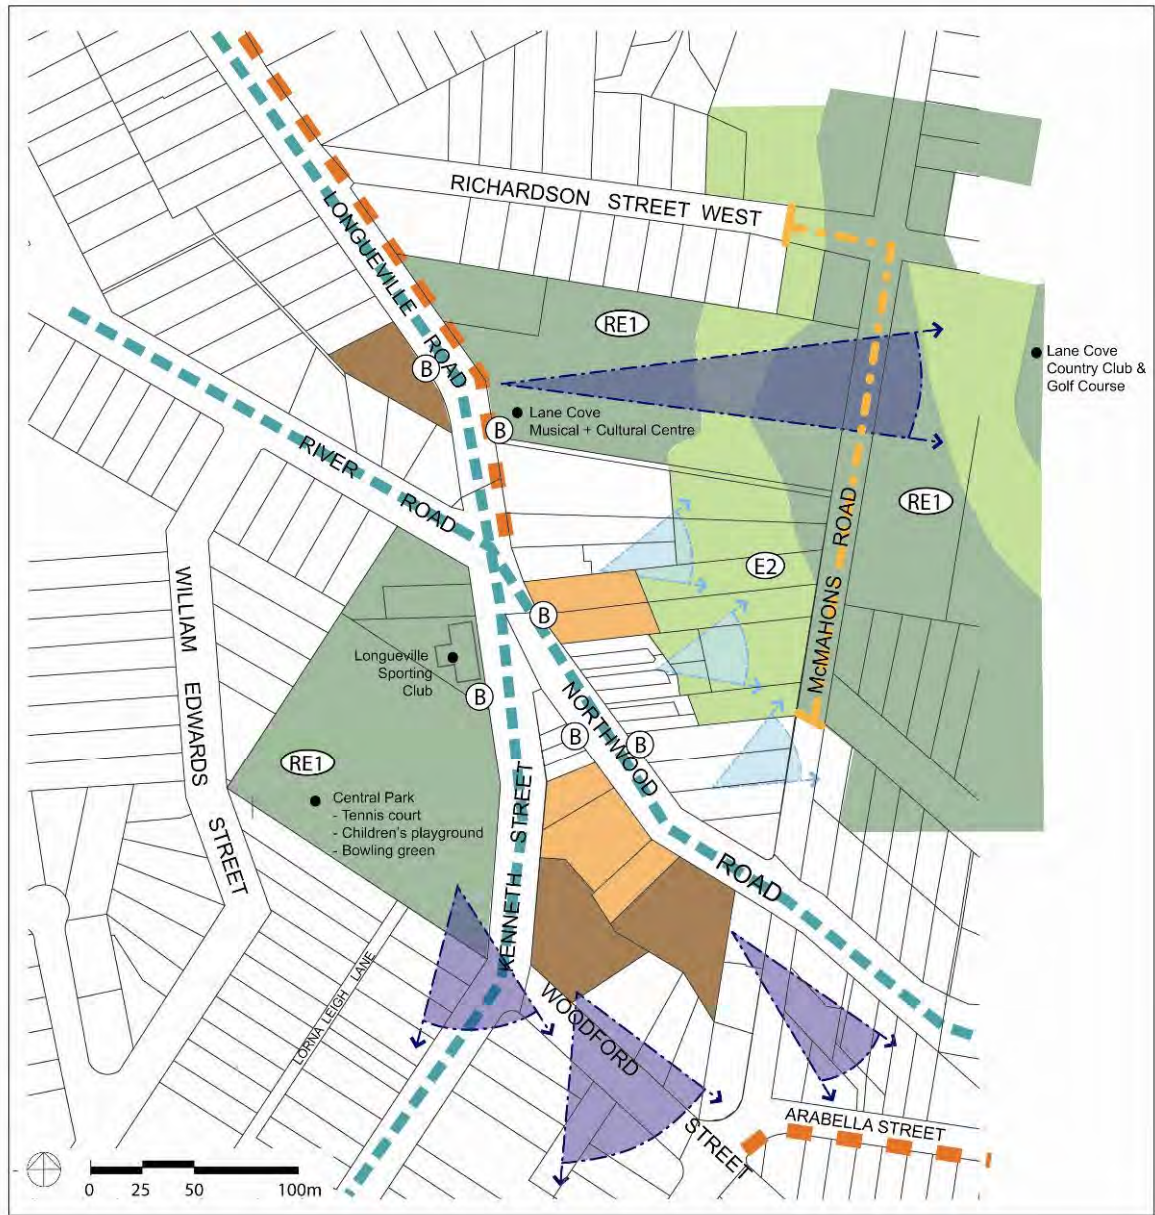 RICHARDSON STREET WEST
LONGUEVILLE ROAD
RE1
B
Lane Cove
Country Club &
Golf Course
Lane Cove
Musical + Cultural Centre
B
RIVER ROAD
RE1
McMAHONS ROAD
E2
WILLIAM EDWARDS STREET
B
Longueville
Sporting
Club
B
NORTHWOOD ROAD
B
B
RE1
Central Park
- Tennis court
- Children's playground
- Bowling green
KENNETH STREET
LORNA LEIGH LANE
WOODFORD STREET
ARABELLA STREET
0 25 50 100m